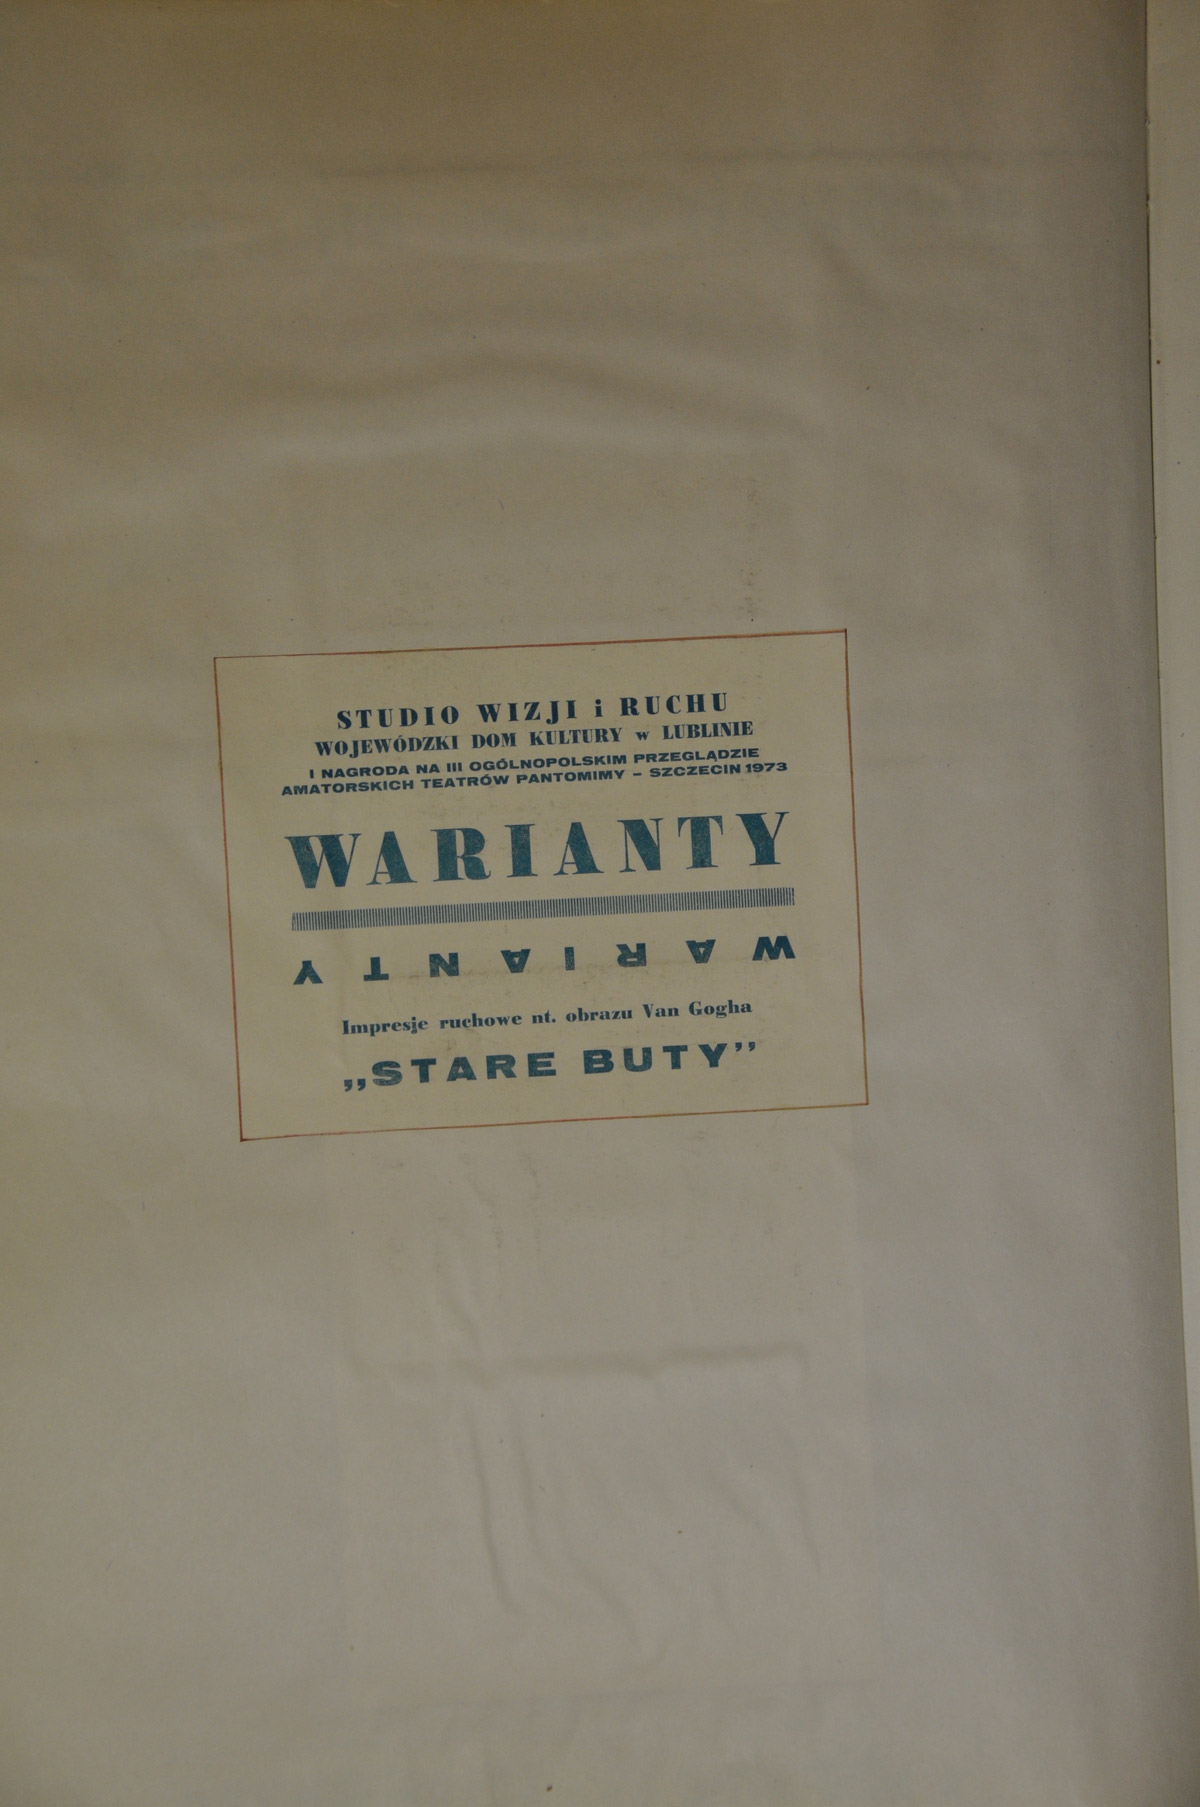 STUDIO WIZJI i RUCHU
WOJEWÓDZKI DOM KULTURY w LUBLINIE
I NAGRODA NA III OGÓLNOPOLSKIM PRZEGLĄDZIE
AMATORSKICH TEATRÓW PANTOMIMY – SZCZECIN 1973
WARIANTY
WARIANTY
Impresje ruchowe nt. obrazu Van Gogha
„STARE BUTY”